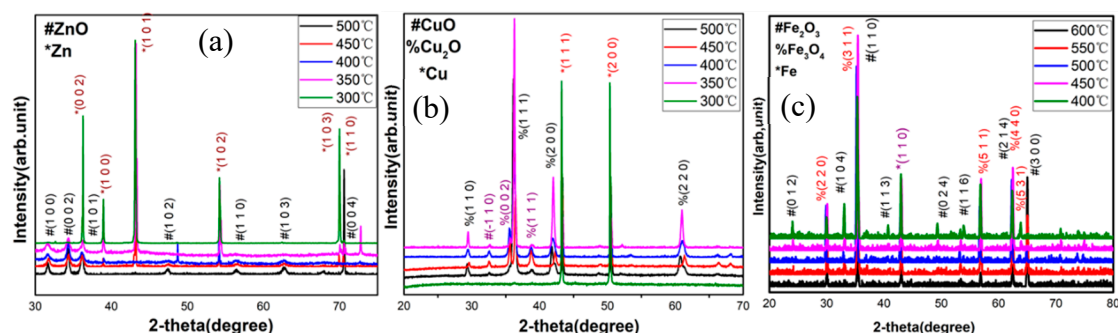 (a)
#ZnO
*Zn
500℃
450℃
400℃
350℃
300℃
#(1 0 0)
#(0 0 2)
*(0 0 2)
#(1 0 1)
*(1 0 0)
*(1 0 1)
#(1 0 2)
*(1 0 2)
#(1 1 0)
#(1 0 3)
*(1 0 3)
*(1 1 0)
#(0 0 4)
Intensity(arb.unit)
30 40 50 60 70
2-theta(degree)
(b)
#CuO
%Cu2O
*Cu
500℃
450℃
400℃
350℃
300℃
%(1 1 0)
#(-1 1 0)
%(0 0 2)
%(1 1 1)
%(1 1 1)
%(2 0 0)
*(1 1 1)
*(2 0 0)
%(2 2 0)
Intensity(arb.unit)
20 30 40 50 60 70
2-theta(degree)
(c)
#Fe2O3
%Fe3O4
*Fe
600℃
550℃
500℃
450℃
400℃
#(0 1 2)
%(2 2 0)
#(1 0 4)
%(3 1 1)
#(1 1 0)
#(1 1 3)
*(1 1 0)
#(0 2 4)
#(1 1 6)
%(5 1 1)
#(2 1 4)
%(4 4 0)
%(5 3 1)
#(3 0 0)
Intensity(arb,unit)
20 30 40 50 60 70 80
2-theta(degree)